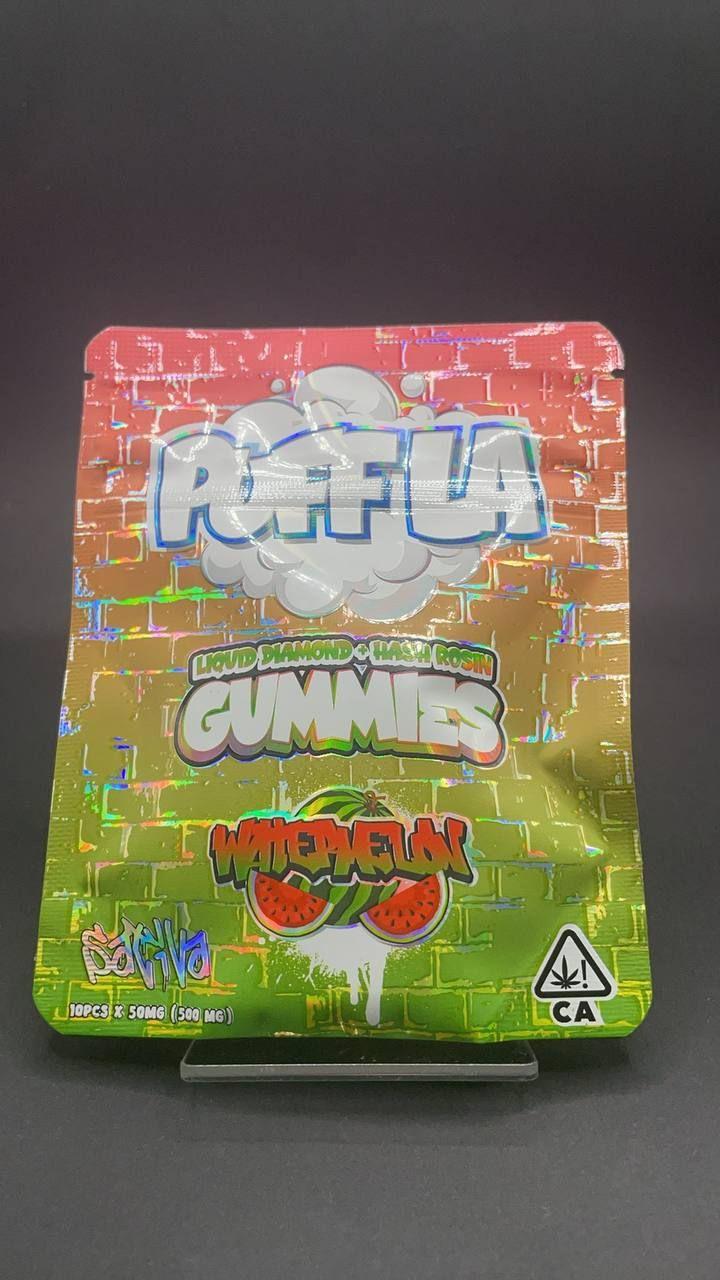 PUFF LA
LIQUID DIAMOND + HASH ROSIN
GUMMIES
WATERMELON
Sativa
10PCS X 50MG (500 MG)
!
CA